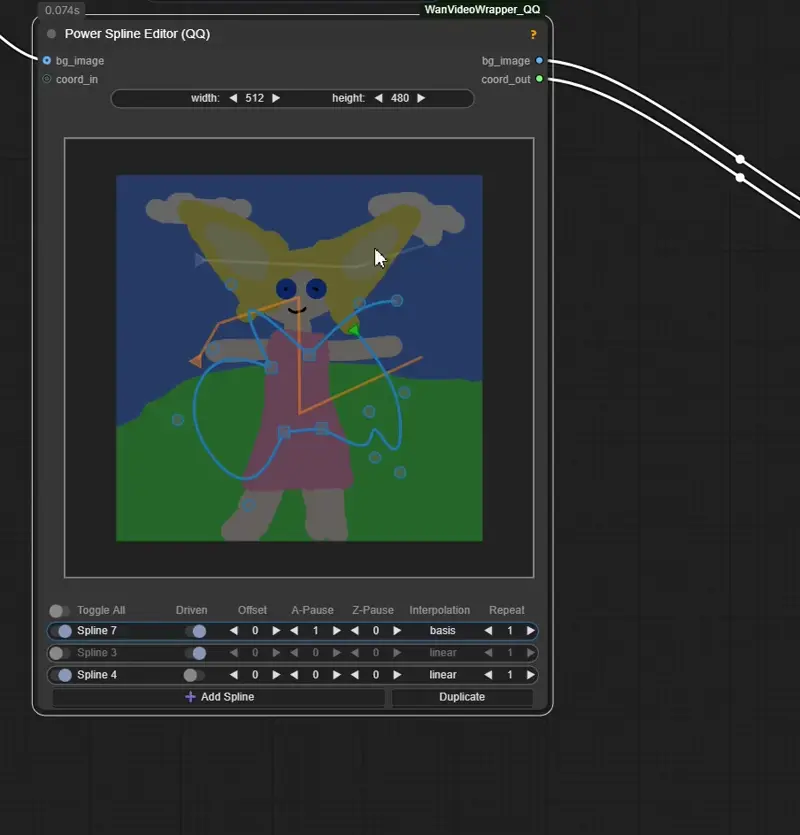 0.074s
WanVideoWrapper_QQ
Power Spline Editor (QQ) ?
bg_image bg_image
coord_in coord_out
width: 512 height: 480
Toggle All Driven Offset A-Pause Z-Pause Interpolation Repeat
Spline 7 0 1 0 basis 1
Spline 3 0 0 0 linear 1
Spline 4 0 0 0 linear 1
+ Add Spline Duplicate